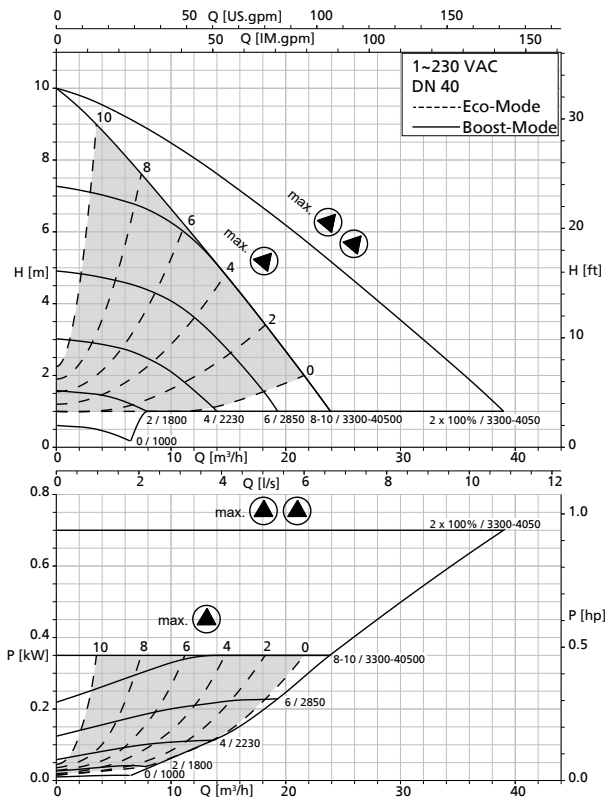 Q [US.gpm]
0 50 100 150
Q [IM.gpm]
0 50 100
1~230 VAC
DN 40
Eco-Mode
Boost-Mode
10
8
6
H [m]
4
2
0
30
20
H [ft]
10
0
10
8
6
4
2
0
max.
max.
2 / 1800
4 / 2230
6 / 2850
8-10 / 3300-40500
2 x 100% / 3300-4050
0 / 1000
0 10 20 30 40
Q [m³/h]
0 2 4 6 8 10 12
Q [l/s]
0.8
0.6
0.4
P [kW]
0.2
0.0
1.0
P [hp]
0.5
0.0
max.
2 x 100% / 3300-4050
max.
10 8 6 4 2 0
8-10 / 3300-40500
6 / 2850
4 / 2230
2 / 1800
0 / 1000
0 10 20 30 40
Q [m³/h]